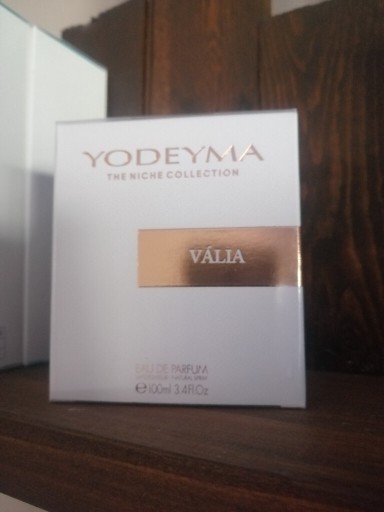 YODEYMA
THE NICHE COLLECTION
VÁLIA
EAU DE PARFUM
℮100ml 3.4Fl.Oz